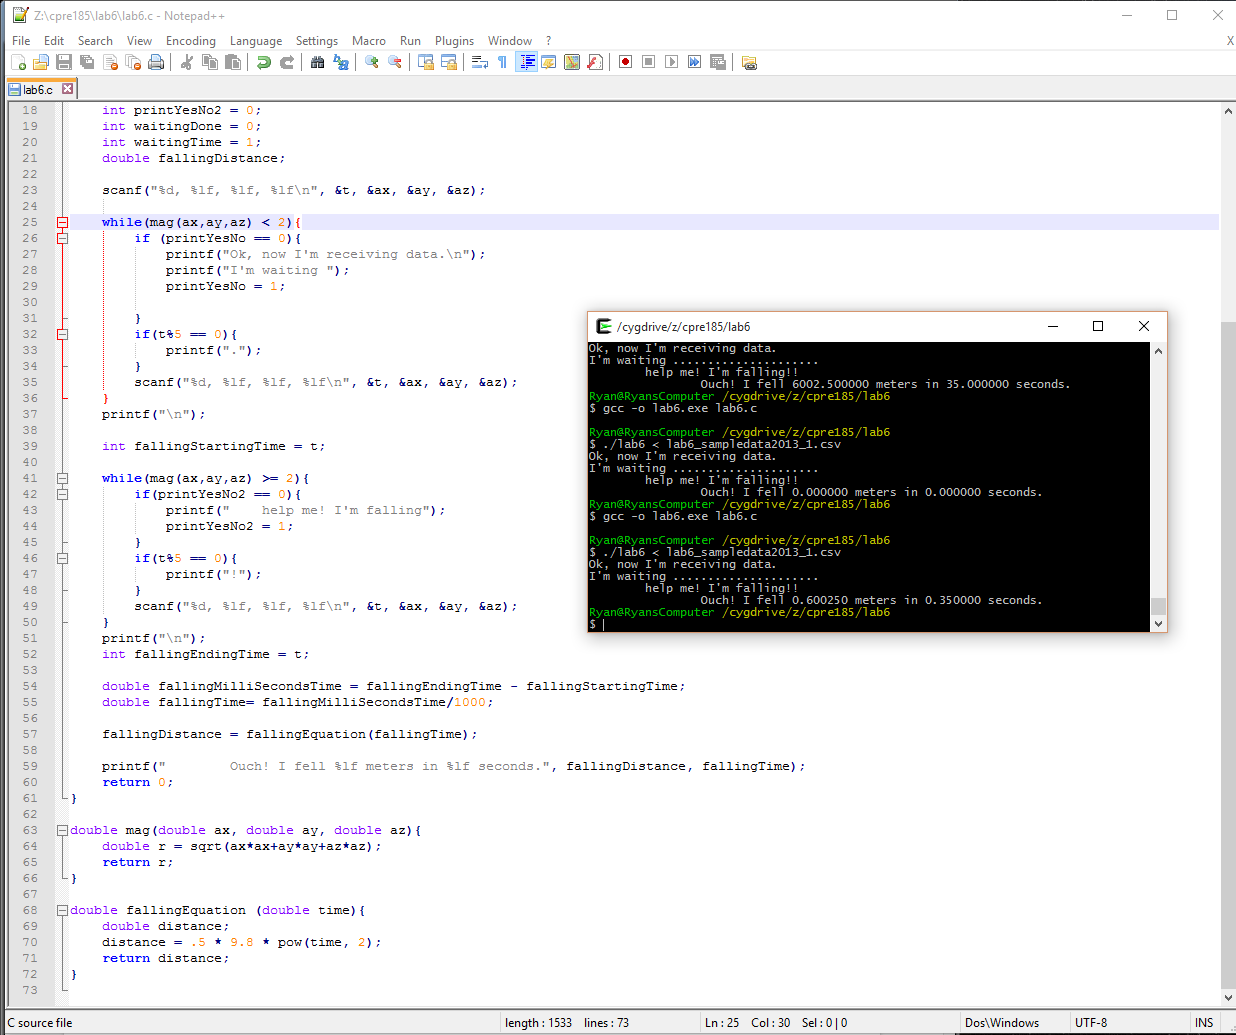 Z:\cpre185\lab6\lab6.c - Notepad++
File Edit Search View Encoding Language Settings Macro Run Plugins Window ? X
lab6.c
18 int printYesNo2 = 0;
19 int waitingDone = 0;
20 int waitingTime = 1;
21 double fallingDistance;
22
23 scanf("%d, %lf, %lf, %lf\n", &t, &ax, &ay, &az);
24
25 while(mag(ax,ay,az) < 2){
26 if (printYesNo == 0){
27 printf("Ok, now I'm receiving data.\n");
28 printf("I'm waiting ");
29 printYesNo = 1;
30
31 }
32 if(t%5 == 0){
33 printf(".");
34 }
35 scanf("%d, %lf, %lf, %lf\n", &t, &ax, &ay, &az);
36 }
37 printf("\n");
38
39 int fallingStartingTime = t;
40
41 while(mag(ax,ay,az) >= 2){
42 if(printYesNo2 == 0){
43 printf("    help me! I'm falling");
44 printYesNo2 = 1;
45 }
46 if(t%5 == 0){
47 printf("!");
48 }
49 scanf("%d, %lf, %lf, %lf\n", &t, &ax, &ay, &az);
50 }
51 printf("\n");
52 int fallingEndingTime = t;
53
54 double fallingMilliSecondsTime = fallingEndingTime - fallingStartingTime;
55 double fallingTime= fallingMilliSecondsTime/1000;
56
57 fallingDistance = fallingEquation(fallingTime);
58
59 printf("        Ouch! I fell %lf meters in %lf seconds.", fallingDistance, fallingTime);
60 return 0;
61 }
62
63 double mag(double ax, double ay, double az){
64 double r = sqrt(ax*ax+ay*ay+az*az);
65 return r;
66 }
67
68 double fallingEquation (double time){
69 double distance;
70 distance = .5 * 9.8 * pow(time, 2);
71 return distance;
72 }
73
/cygdrive/z/cpre185/lab6
Ok, now I'm receiving data.
I'm waiting .....................
help me! I'm falling!!
Ouch! I fell 6002.500000 meters in 35.000000 seconds.
Ryan@RyansComputer /cygdrive/z/cpre185/lab6
$ gcc -o lab6.exe lab6.c
Ryan@RyansComputer /cygdrive/z/cpre185/lab6
$ ./lab6 < lab6_sampledata2013_1.csv
Ok, now I'm receiving data.
I'm waiting .....................
help me! I'm falling!!
Ouch! I fell 0.000000 meters in 0.000000 seconds.
Ryan@RyansComputer /cygdrive/z/cpre185/lab6
$ gcc -o lab6.exe lab6.c
Ryan@RyansComputer /cygdrive/z/cpre185/lab6
$ ./lab6 < lab6_sampledata2013_1.csv
Ok, now I'm receiving data.
I'm waiting .....................
help me! I'm falling!!
Ouch! I fell 0.600250 meters in 0.350000 seconds.
Ryan@RyansComputer /cygdrive/z/cpre185/lab6
$
C source file length : 1533 lines : 73 Ln : 25 Col : 30 Sel : 0 | 0 Dos\Windows UTF-8 INS